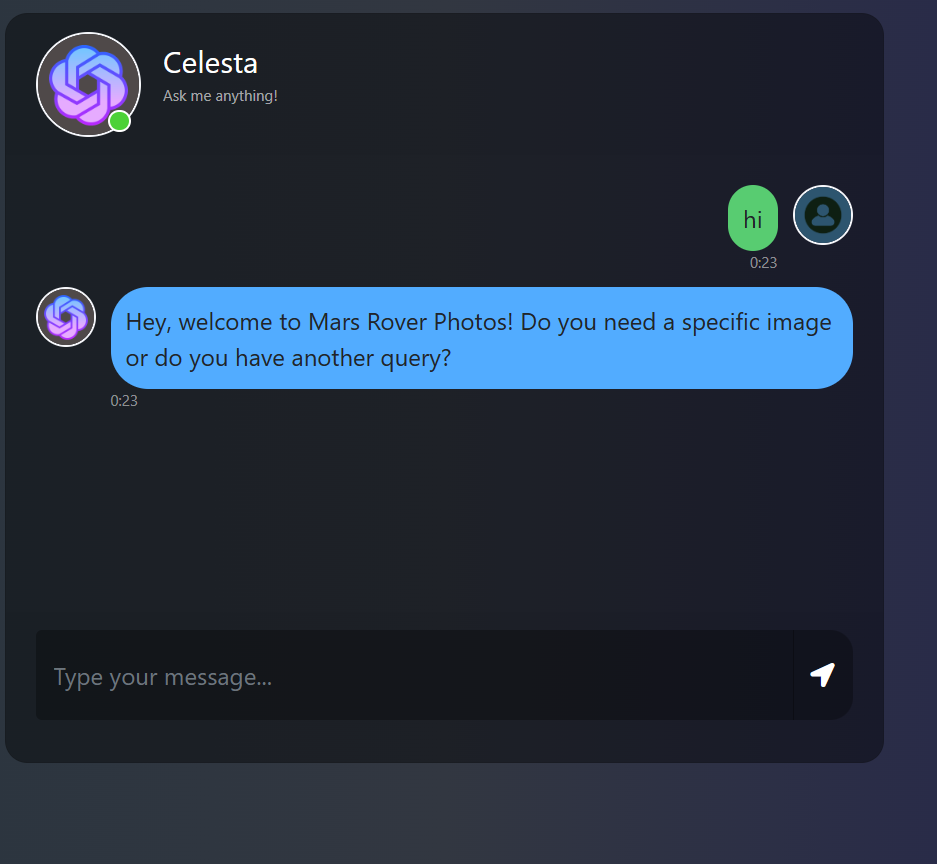 Celesta
Ask me anything!
hi
0:23
Hey, welcome to Mars Rover Photos! Do you need a specific image
or do you have another query?
0:23
Type your message...